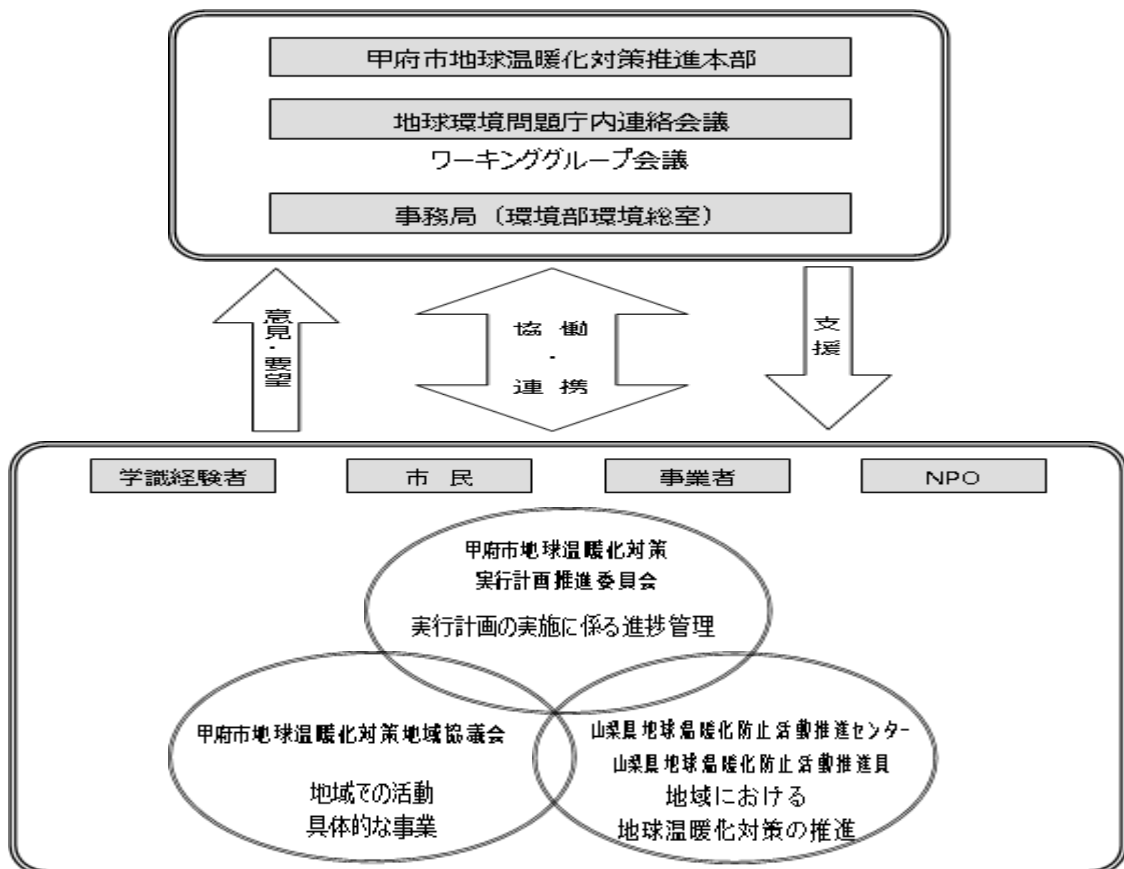 甲府市地球温暖化対策推進本部
地球環境問題庁内連絡会議
ワーキンググループ会議
事務局（環境部環境総室）
意見・要望
協 働
・
連 携
支援
学識経験者
市 民
事業者
NPO
甲府市地球温暖化対策
実行計画推進委員会
実行計画の実施に係る進捗管理
甲府市地球温暖化対策地域協議会
地域での活動
具体的な事業
山梨県地球温暖化防止活動推進センター
山梨県地球温暖化防止活動推進員
地域における
地球温暖化対策の推進